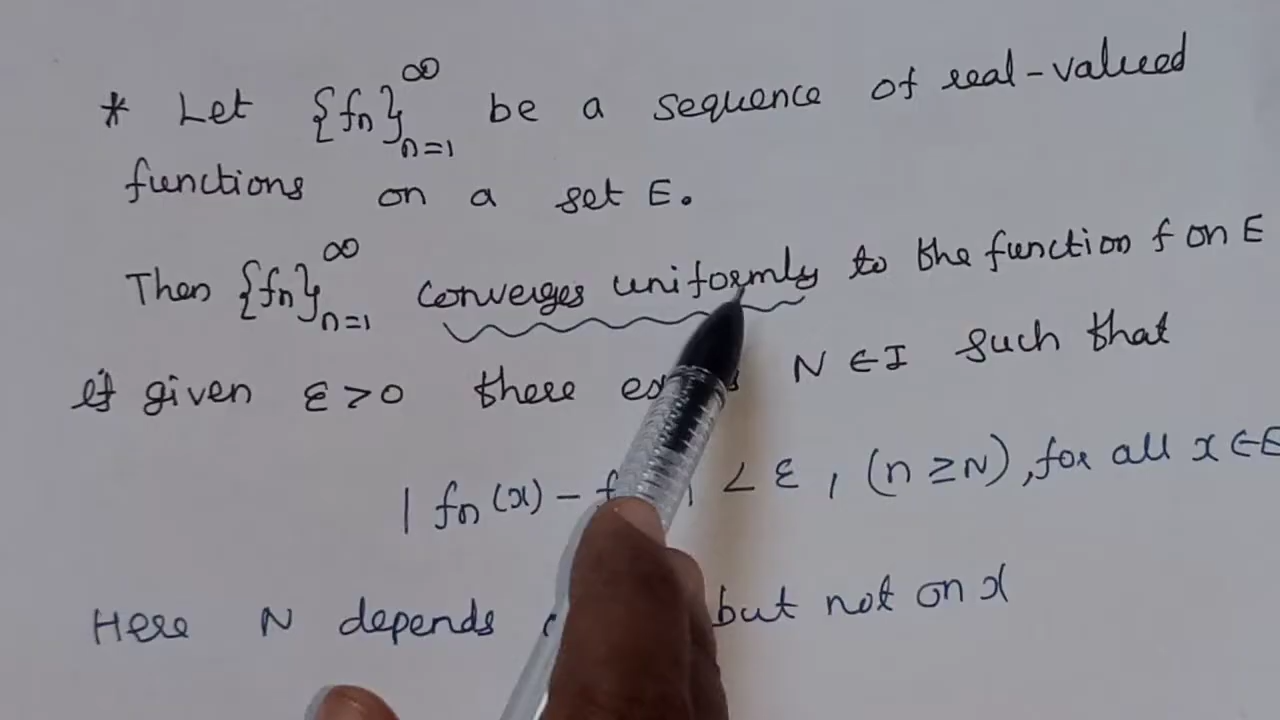 * Let {fn}∞n=1 be a sequence of real-valued
functions on a set E.
Then {fn}∞n=1 converges uniformly to the function f on E
if given ε>0 there N ∈ I such that
| fn(x) - < ε, (n ≥ N), for all x ∈ E
Here N depends but not on x